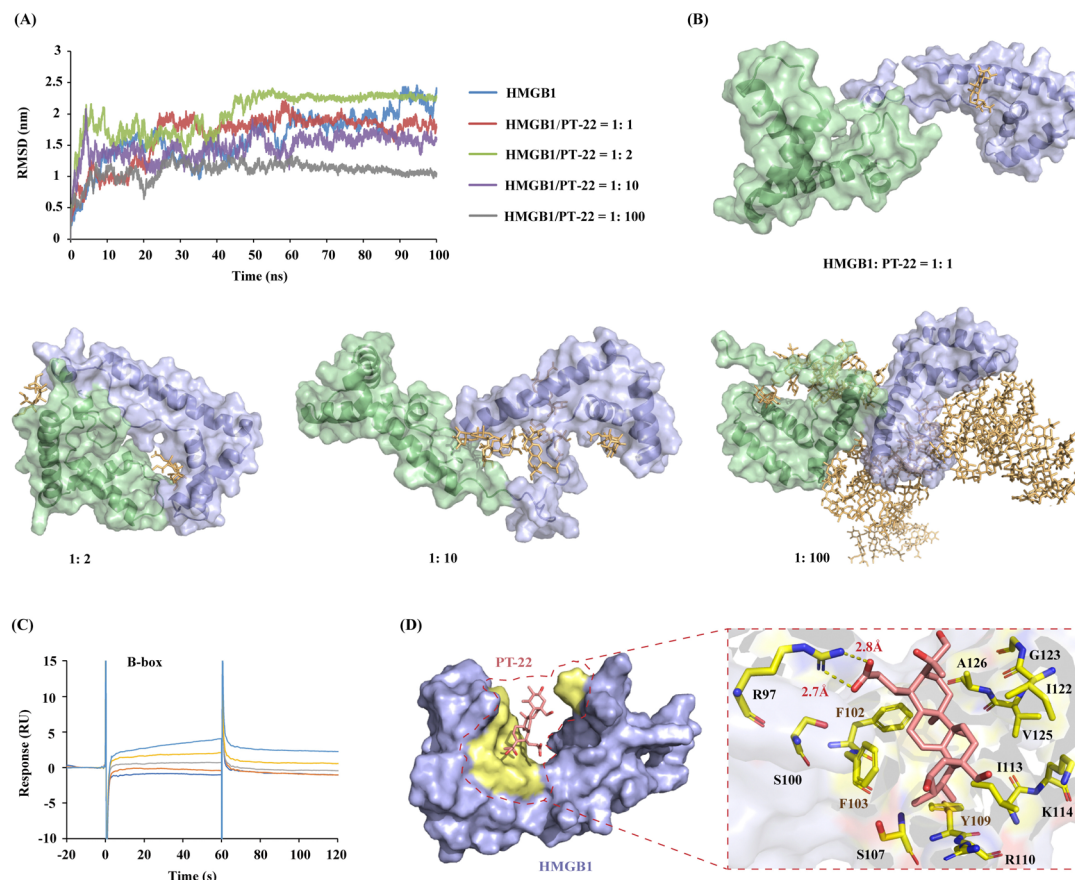 (A)
3
2.5
2
1.5
1
0.5
0
RMSD (nm)
0 10 20 30 40 50 60 70 80 90 100
Time (ns)
HMGB1
HMGB1/PT-22 = 1: 1
HMGB1/PT-22 = 1: 2
HMGB1/PT-22 = 1: 10
HMGB1/PT-22 = 1: 100
(B)
HMGB1: PT-22 = 1: 1
1: 2
1: 10
1: 100
(C)
B-box
15
10
5
0
-5
-10
Response (RU)
-20 0 20 40 60 80 100 120
Time (s)
(D)
PT-22
HMGB1
2.8Å
2.7Å
R97
S100
F102
F103
S107
Y109
R110
K114
I113
V125
I122
G123
A126